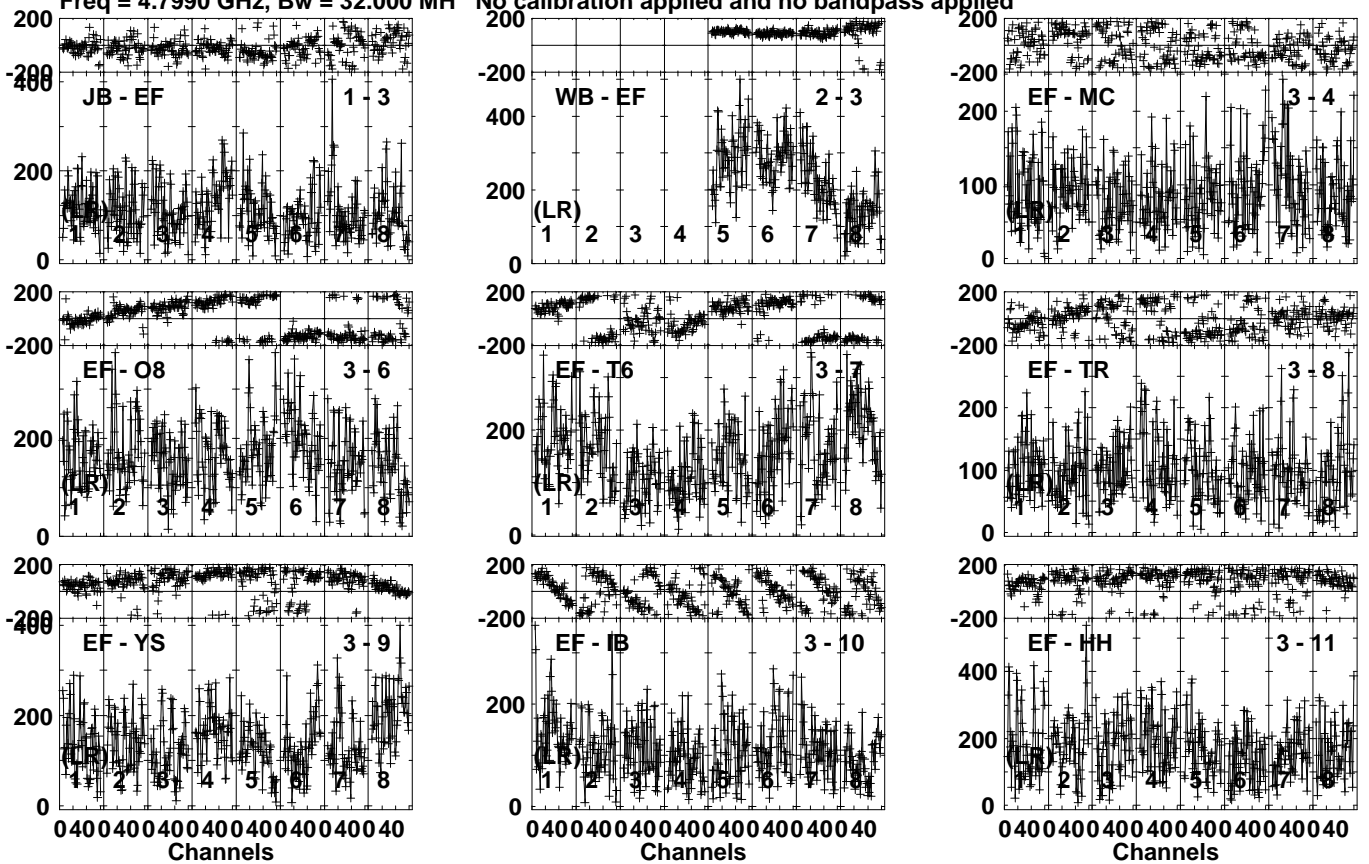 Freq = 4.7990 GHz, Bw = 32.000 MH No calibration applied and no bandpass applied
200
-200
400
200
0
JB - EF 1 - 3
(LR)
1 2 3 4 5 6 7 8
200
-200
400
200
0
WB - EF 2 - 3
(LR)
1 2 3 4 5 6 7 8
200
-200
200
100
0
EF - MC 3 - 4
(LR)
1 2 3 4 5 6 7 8
200
-200
200
0
EF - O8 3 - 6
(LR)
1 2 3 4 5 6 7 8
200
-200
200
0
EF - T6 3 - 7
(LR)
1 2 3 4 5 6 7 8
200
-200
200
100
0
EF - TR 3 - 8
(LR)
1 2 3 4 5 6 7 8
200
-200
400
200
0
EF - YS 3 - 9
(LR)
1 2 3 4 5 6 7 8
0 40 0 40 0 40 0 40 0 40 0 40 0 40 0 40
Channels
200
-200
200
0
EF - IB 3 - 10
(LR)
1 2 3 4 5 6 7 8
0 40 0 40 0 40 0 40 0 40 0 40 0 40 0 40
Channels
200
-200
400
200
0
EF - HH 3 - 11
(LR)
1 2 3 4 5 6 7 8
0 40 0 40 0 40 0 40 0 40 0 40 0 40 0 40
Channels